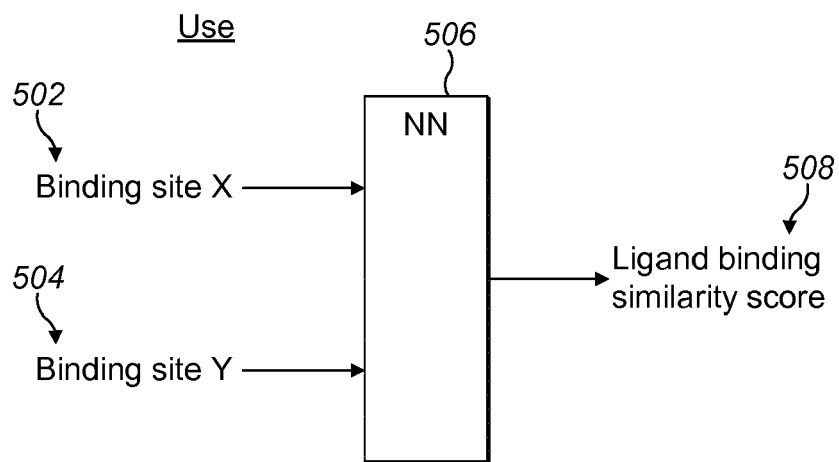 Use
506
502
NN
Binding site X
508
Ligand binding
similarity score
504
Binding site Y